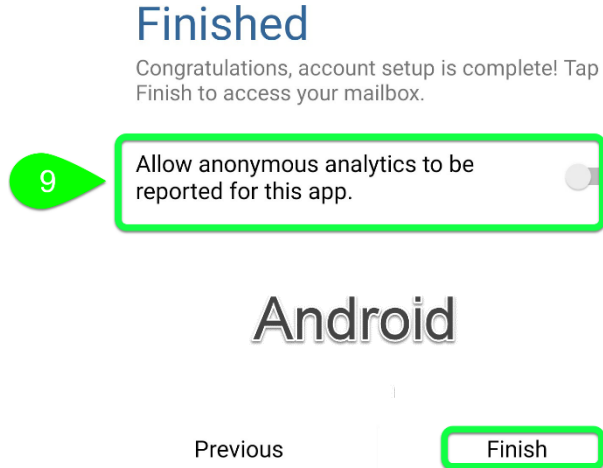 Finished
Congratulations, account setup is complete! Tap
Finish to access your mailbox.
9
Allow anonymous analytics to be
reported for this app.
Android
Previous
Finish